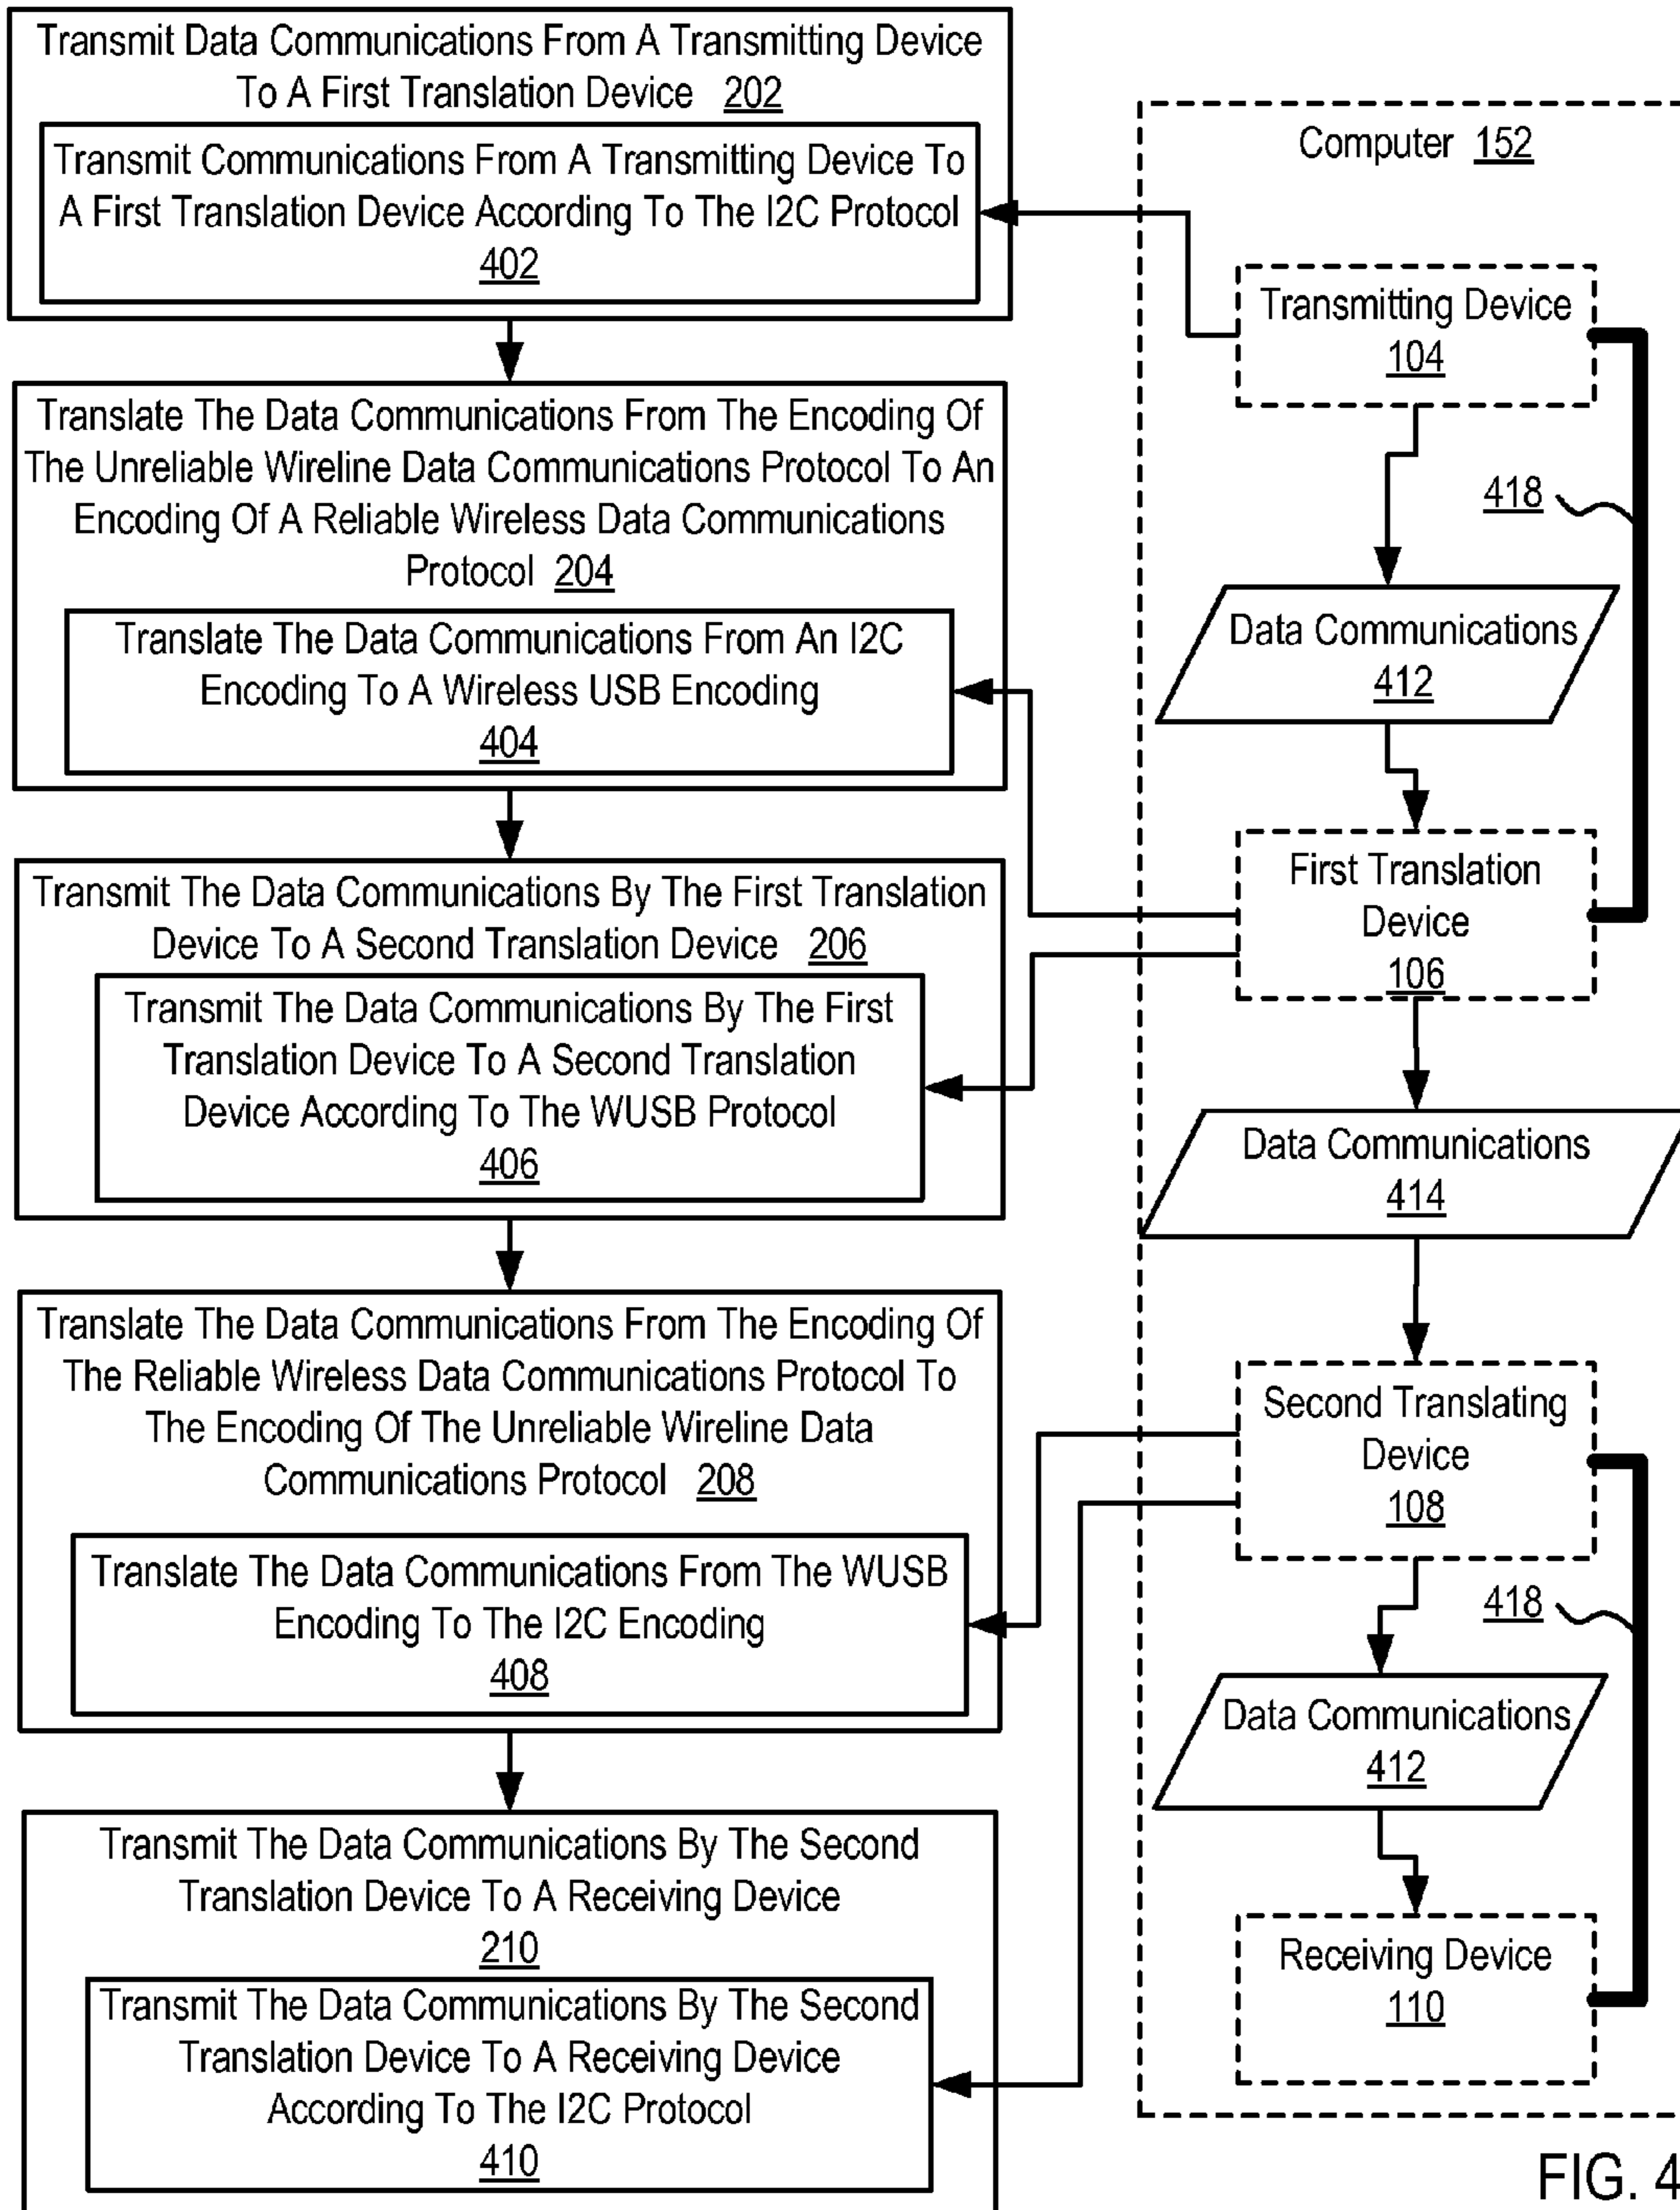 Transmit Data Communications From A Transmitting Device
To A First Translation Device 202
Transmit Communications From A Transmitting Device To
A First Translation Device According To The I2C Protocol
402
Translate The Data Communications From The Encoding Of
The Unreliable Wireline Data Communications Protocol To An
Encoding Of A Reliable Wireless Data Communications
Protocol 204
Translate The Data Communications From An I2C
Encoding To A Wireless USB Encoding
404
Transmit The Data Communications By The First Translation
Device To A Second Translation Device 206
Transmit The Data Communications By The First
Translation Device To A Second Translation
Device According To The WUSB Protocol
406
Translate The Data Communications From The Encoding Of
The Reliable Wireless Data Communications Protocol To
The Encoding Of The Unreliable Wireline Data
Communications Protocol 208
Translate The Data Communications From The WUSB
Encoding To The I2C Encoding
408
Transmit The Data Communications By The Second
Translation Device To A Receiving Device
210
Transmit The Data Communications By The Second
Translation Device To A Receiving Device
According To The I2C Protocol
410
Computer 152
Transmitting Device
104
418
Data Communications
412
First Translation
Device
106
Data Communications
414
Second Translating
Device
108
418
Data Communications
412
Receiving Device
110
FIG. 4